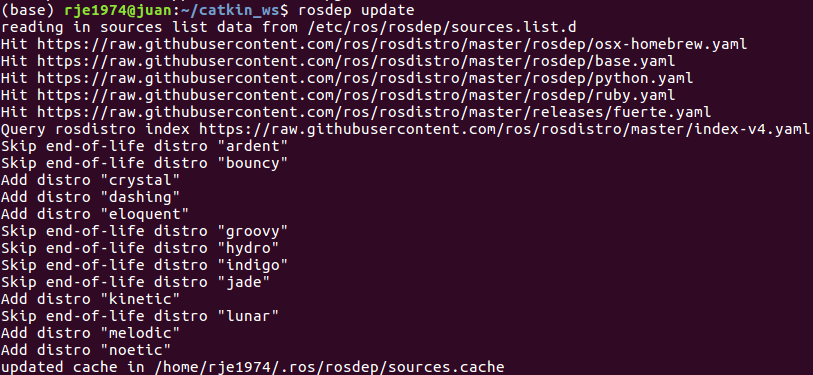 (base) rje1974@juan:~/catkin_ws$ rosdep update
reading in sources list data from /etc/ros/rosdep/sources.list.d
Hit https://raw.githubusercontent.com/ros/rosdistro/master/rosdep/osx-homebrew.yaml
Hit https://raw.githubusercontent.com/ros/rosdistro/master/rosdep/base.yaml
Hit https://raw.githubusercontent.com/ros/rosdistro/master/rosdep/python.yaml
Hit https://raw.githubusercontent.com/ros/rosdistro/master/rosdep/ruby.yaml
Hit https://raw.githubusercontent.com/ros/rosdistro/master/releases/fuerte.yaml
Query rosdistro index https://raw.githubusercontent.com/ros/rosdistro/master/index-v4.yaml
Skip end-of-life distro "ardent"
Skip end-of-life distro "bouncy"
Add distro "crystal"
Add distro "dashing"
Add distro "eloquent"
Skip end-of-life distro "groovy"
Skip end-of-life distro "hydro"
Skip end-of-life distro "indigo"
Skip end-of-life distro "jade"
Add distro "kinetic"
Skip end-of-life distro "lunar"
Add distro "melodic"
Add distro "noetic"
updated cache in /home/rje1974/.ros/rosdep/sources.cache